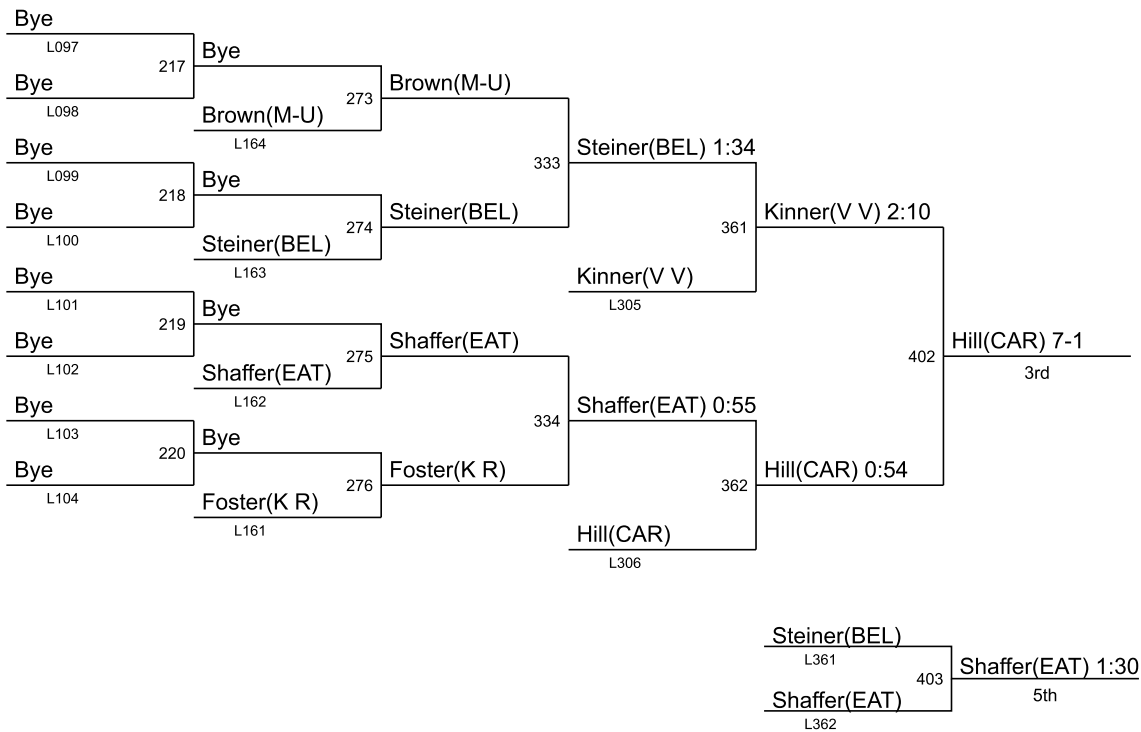 Bye
L097
217
Bye
L098
Bye
273
Brown(M-U)
L164
Brown(M-U)
Bye
L099
218
Bye
L100
Bye
274
Steiner(BEL)
L163
Steiner(BEL)
333
Steiner(BEL) 1:34
361
Kinner(V V)
L305
Kinner(V V) 2:10
Bye
L101
219
Bye
L102
Bye
275
Shaffer(EAT)
L162
Shaffer(EAT)
Bye
L103
220
Bye
L104
Bye
276
Foster(K R)
L161
Foster(K R)
334
Shaffer(EAT) 0:55
362
Hill(CAR)
L306
Hill(CAR) 0:54
402
Hill(CAR) 7-1
3rd
Steiner(BEL)
L361
403
Shaffer(EAT)
L362
Shaffer(EAT) 1:30
5th